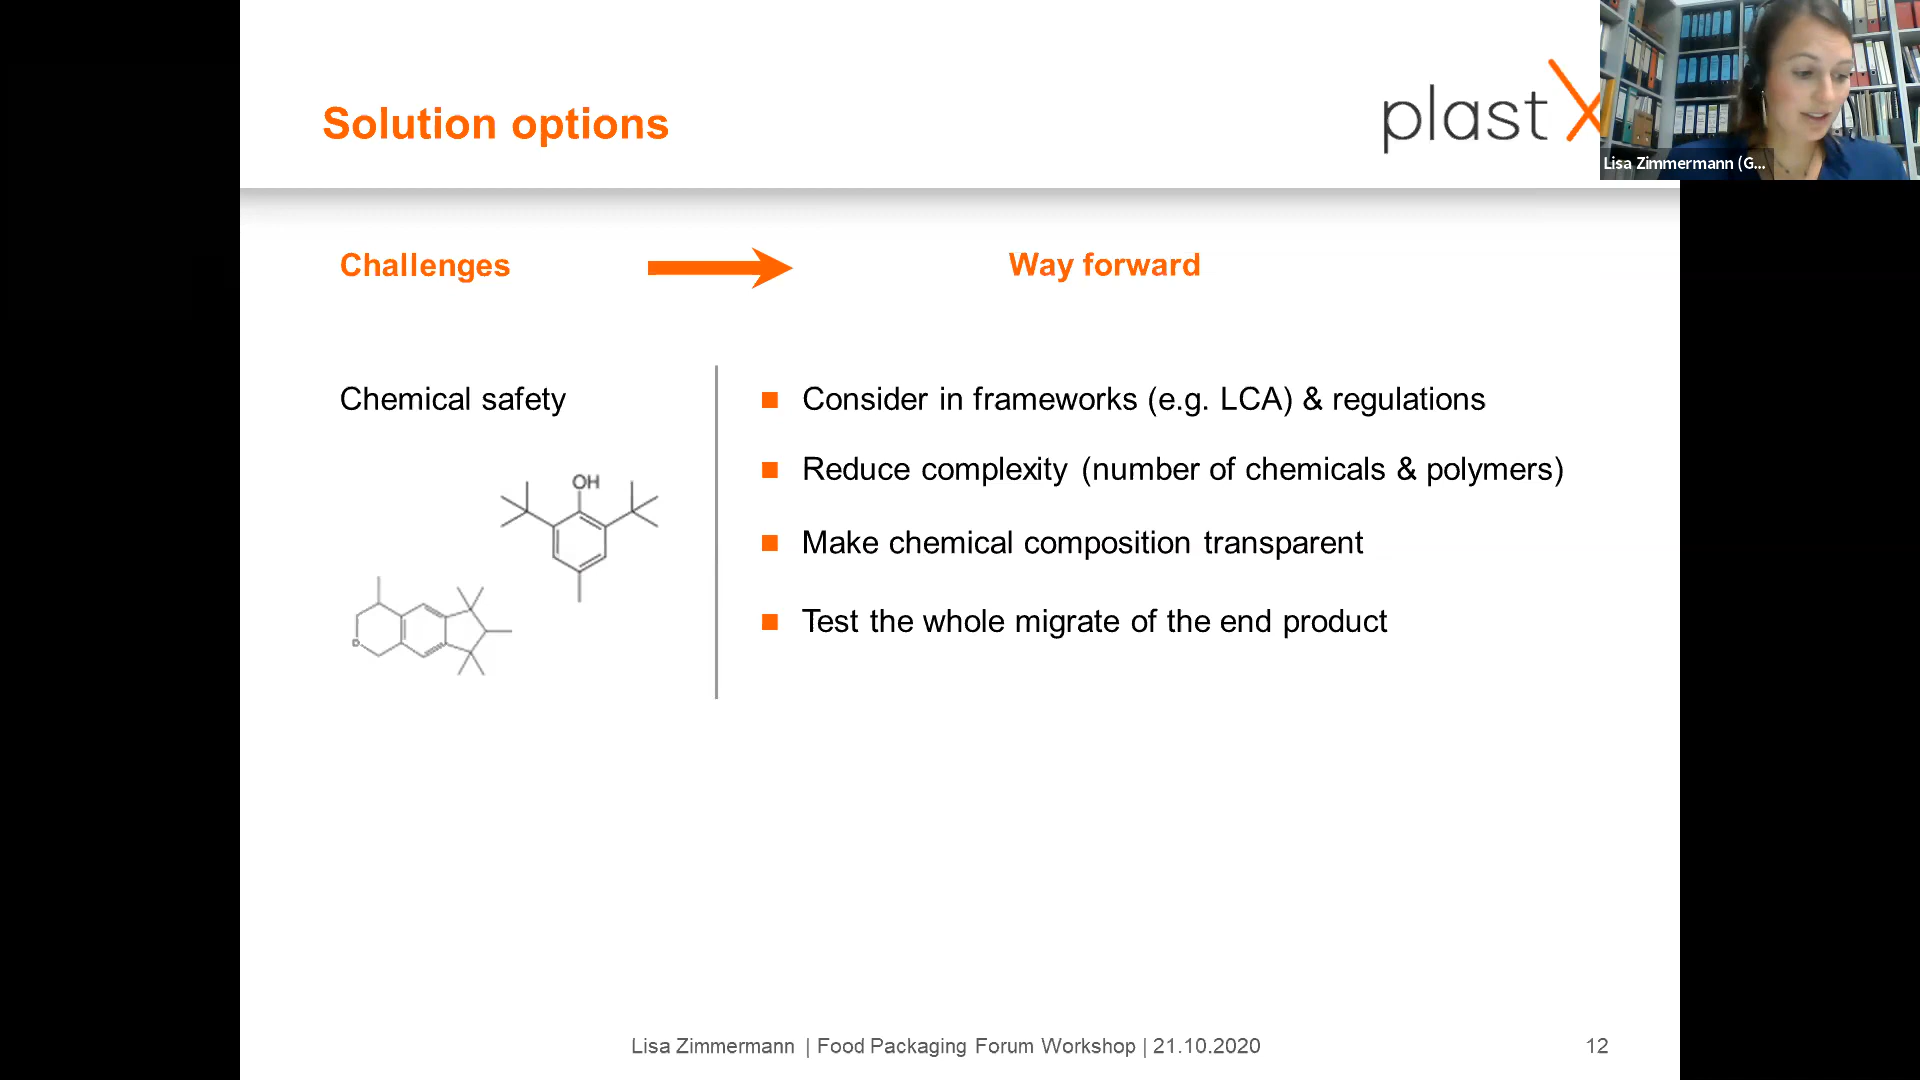 Solution options
plastX
Lisa Zimmermann (G...
Challenges
Way forward
Chemical safety
Consider in frameworks (e.g. LCA) & regulations
Reduce complexity (number of chemicals & polymers)
Make chemical composition transparent
Test the whole migrate of the end product
OH
Lisa Zimmermann | Food Packaging Forum Workshop | 21.10.2020
12